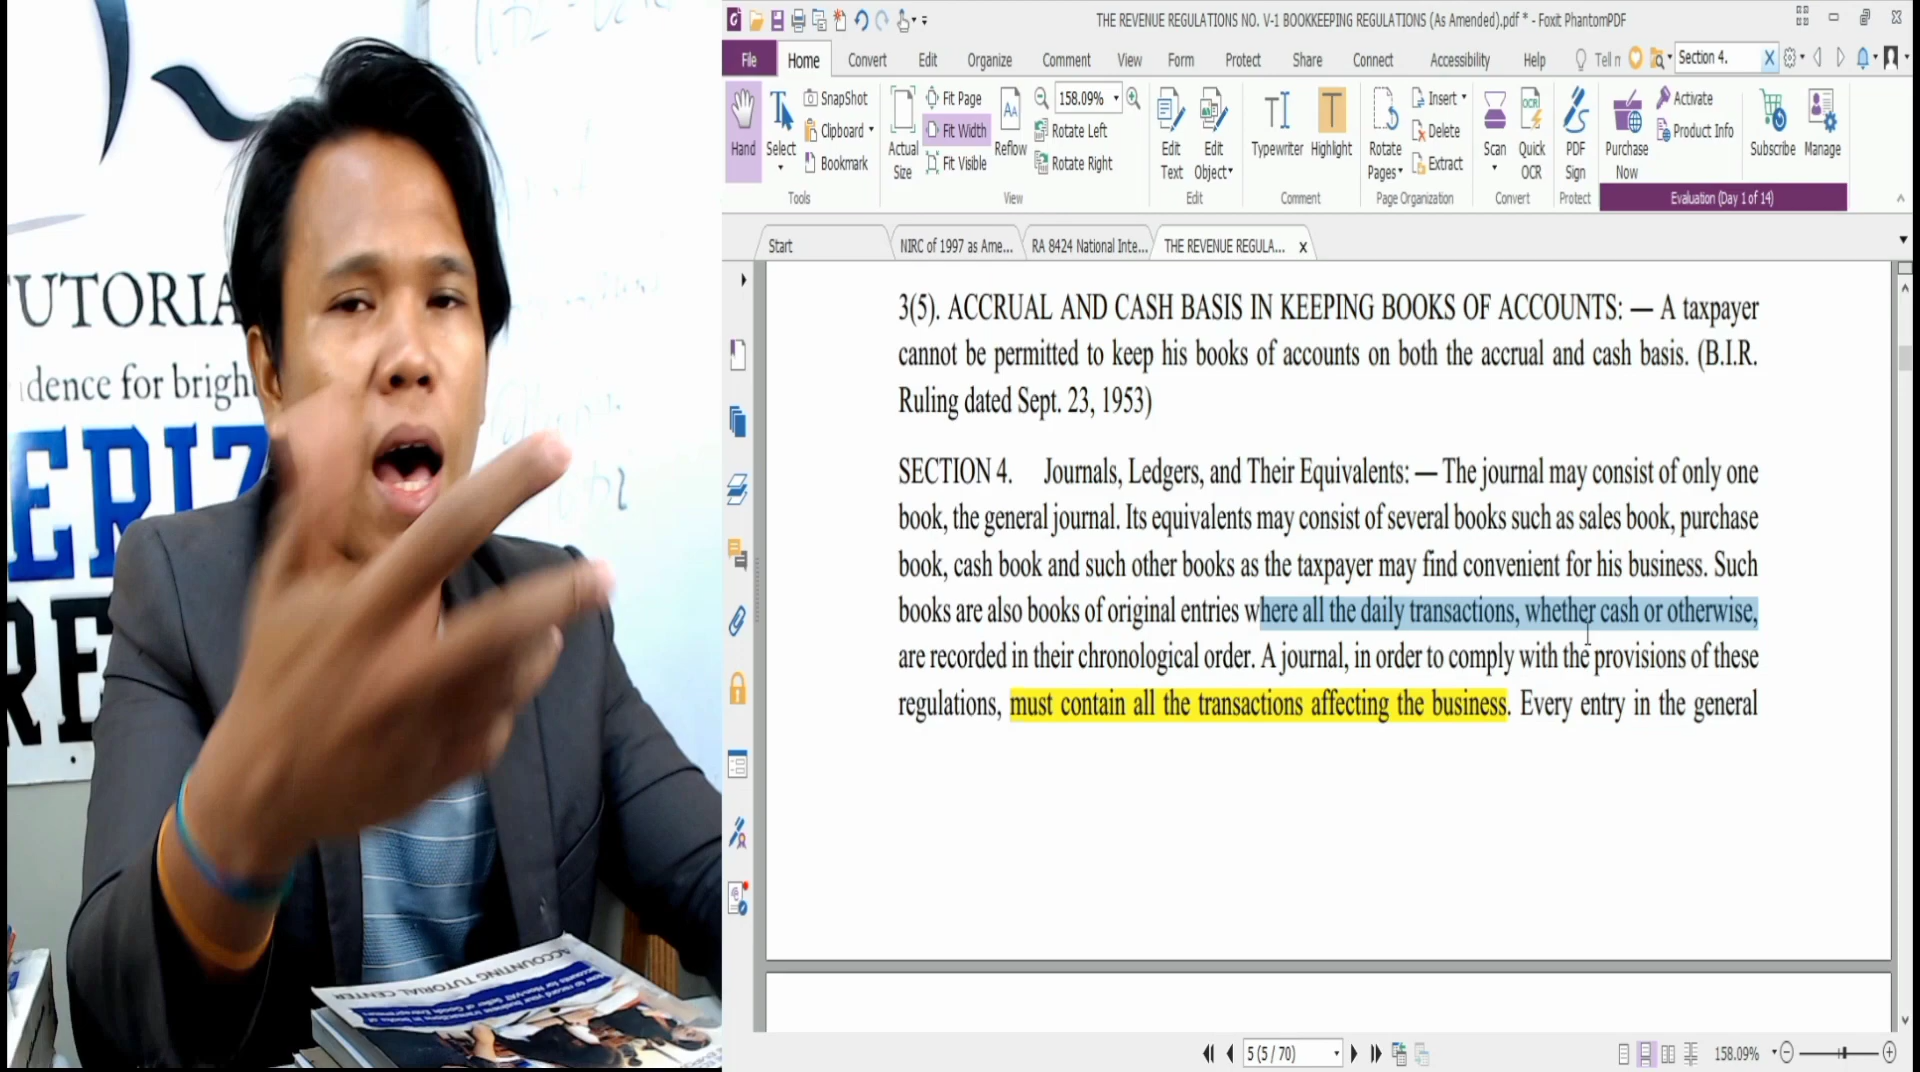 UTORIA
dence for brigh
ERIZ
RE
ACCOUNTING TUTORIAL CENTER
THE REVENUE REGULATIONS NO. V-1 BOOKKEEPING REGULATIONS (As Amended).pdf * - Foxit PhantomPDF
File Home Convert Edit Organize Comment View Form Protect Share Connect Accessibility Help Tell n Section 4.
SnapShot Fit Page 158.09% Insert Activate
Hand Select Clipboard Actual Size Fit Width Reflow Rotate Left Edit Text Edit Object Typewriter Highlight Rotate Pages Delete Scan Quick OCR PDF Sign Purchase Now Product Info Subscribe Manage
Bookmark Fit Visible Rotate Right Extract
Tools View Edit Comment Page Organization Convert Protect Evaluation (Day 1 of 14)
Start NIRC of 1997 as Ame... RA 8424 National Inte... THE REVENUE REGULA...
3(5). ACCRUAL AND CASH BASIS IN KEEPING BOOKS OF ACCOUNTS: — A taxpayer
cannot be permitted to keep his books of accounts on both the accrual and cash basis. (B.I.R.
Ruling dated Sept. 23, 1953)
SECTION 4. Journals, Ledgers, and Their Equivalents: — The journal may consist of only one
book, the general journal. Its equivalents may consist of several books such as sales book, purchase
book, cash book and such other books as the taxpayer may find convenient for his business. Such
books are also books of original entries where all the daily transactions, whether cash or otherwise,
are recorded in their chronological order. A journal, in order to comply with the provisions of these
regulations, must contain all the transactions affecting the business. Every entry in the general
5 (5 / 70) 158.09%